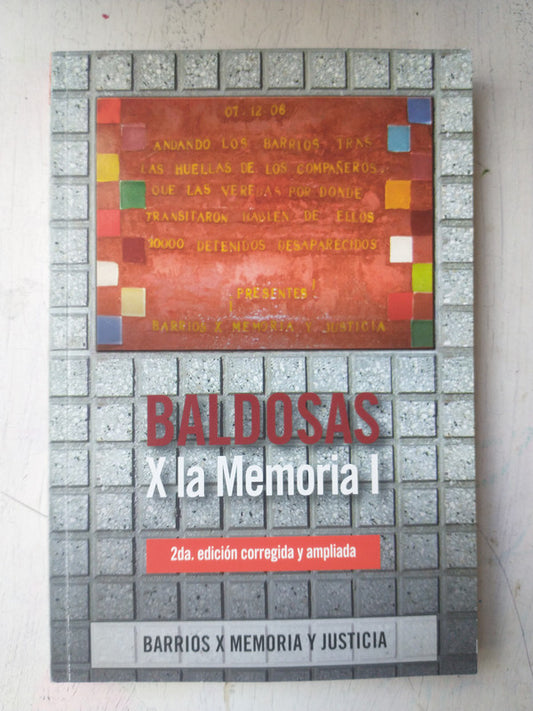 07.12.06
ANDANDO LOS BARRIOS TRAS
LAS HUELLAS DE LOS COMPAÑEROS
QUE LAS VEREDAS POR DONDE
TRANSITARON HABLEN DE ELLOS
30000 DETENIDOS DESAPARECIDOS
¡PRESENTES!
BARRIOS X MEMORIA Y JUSTICIA
BALDOSAS
X la Memoria I
2da. edición corregida y ampliada
BARRIOS X MEMORIA Y JUSTICIA